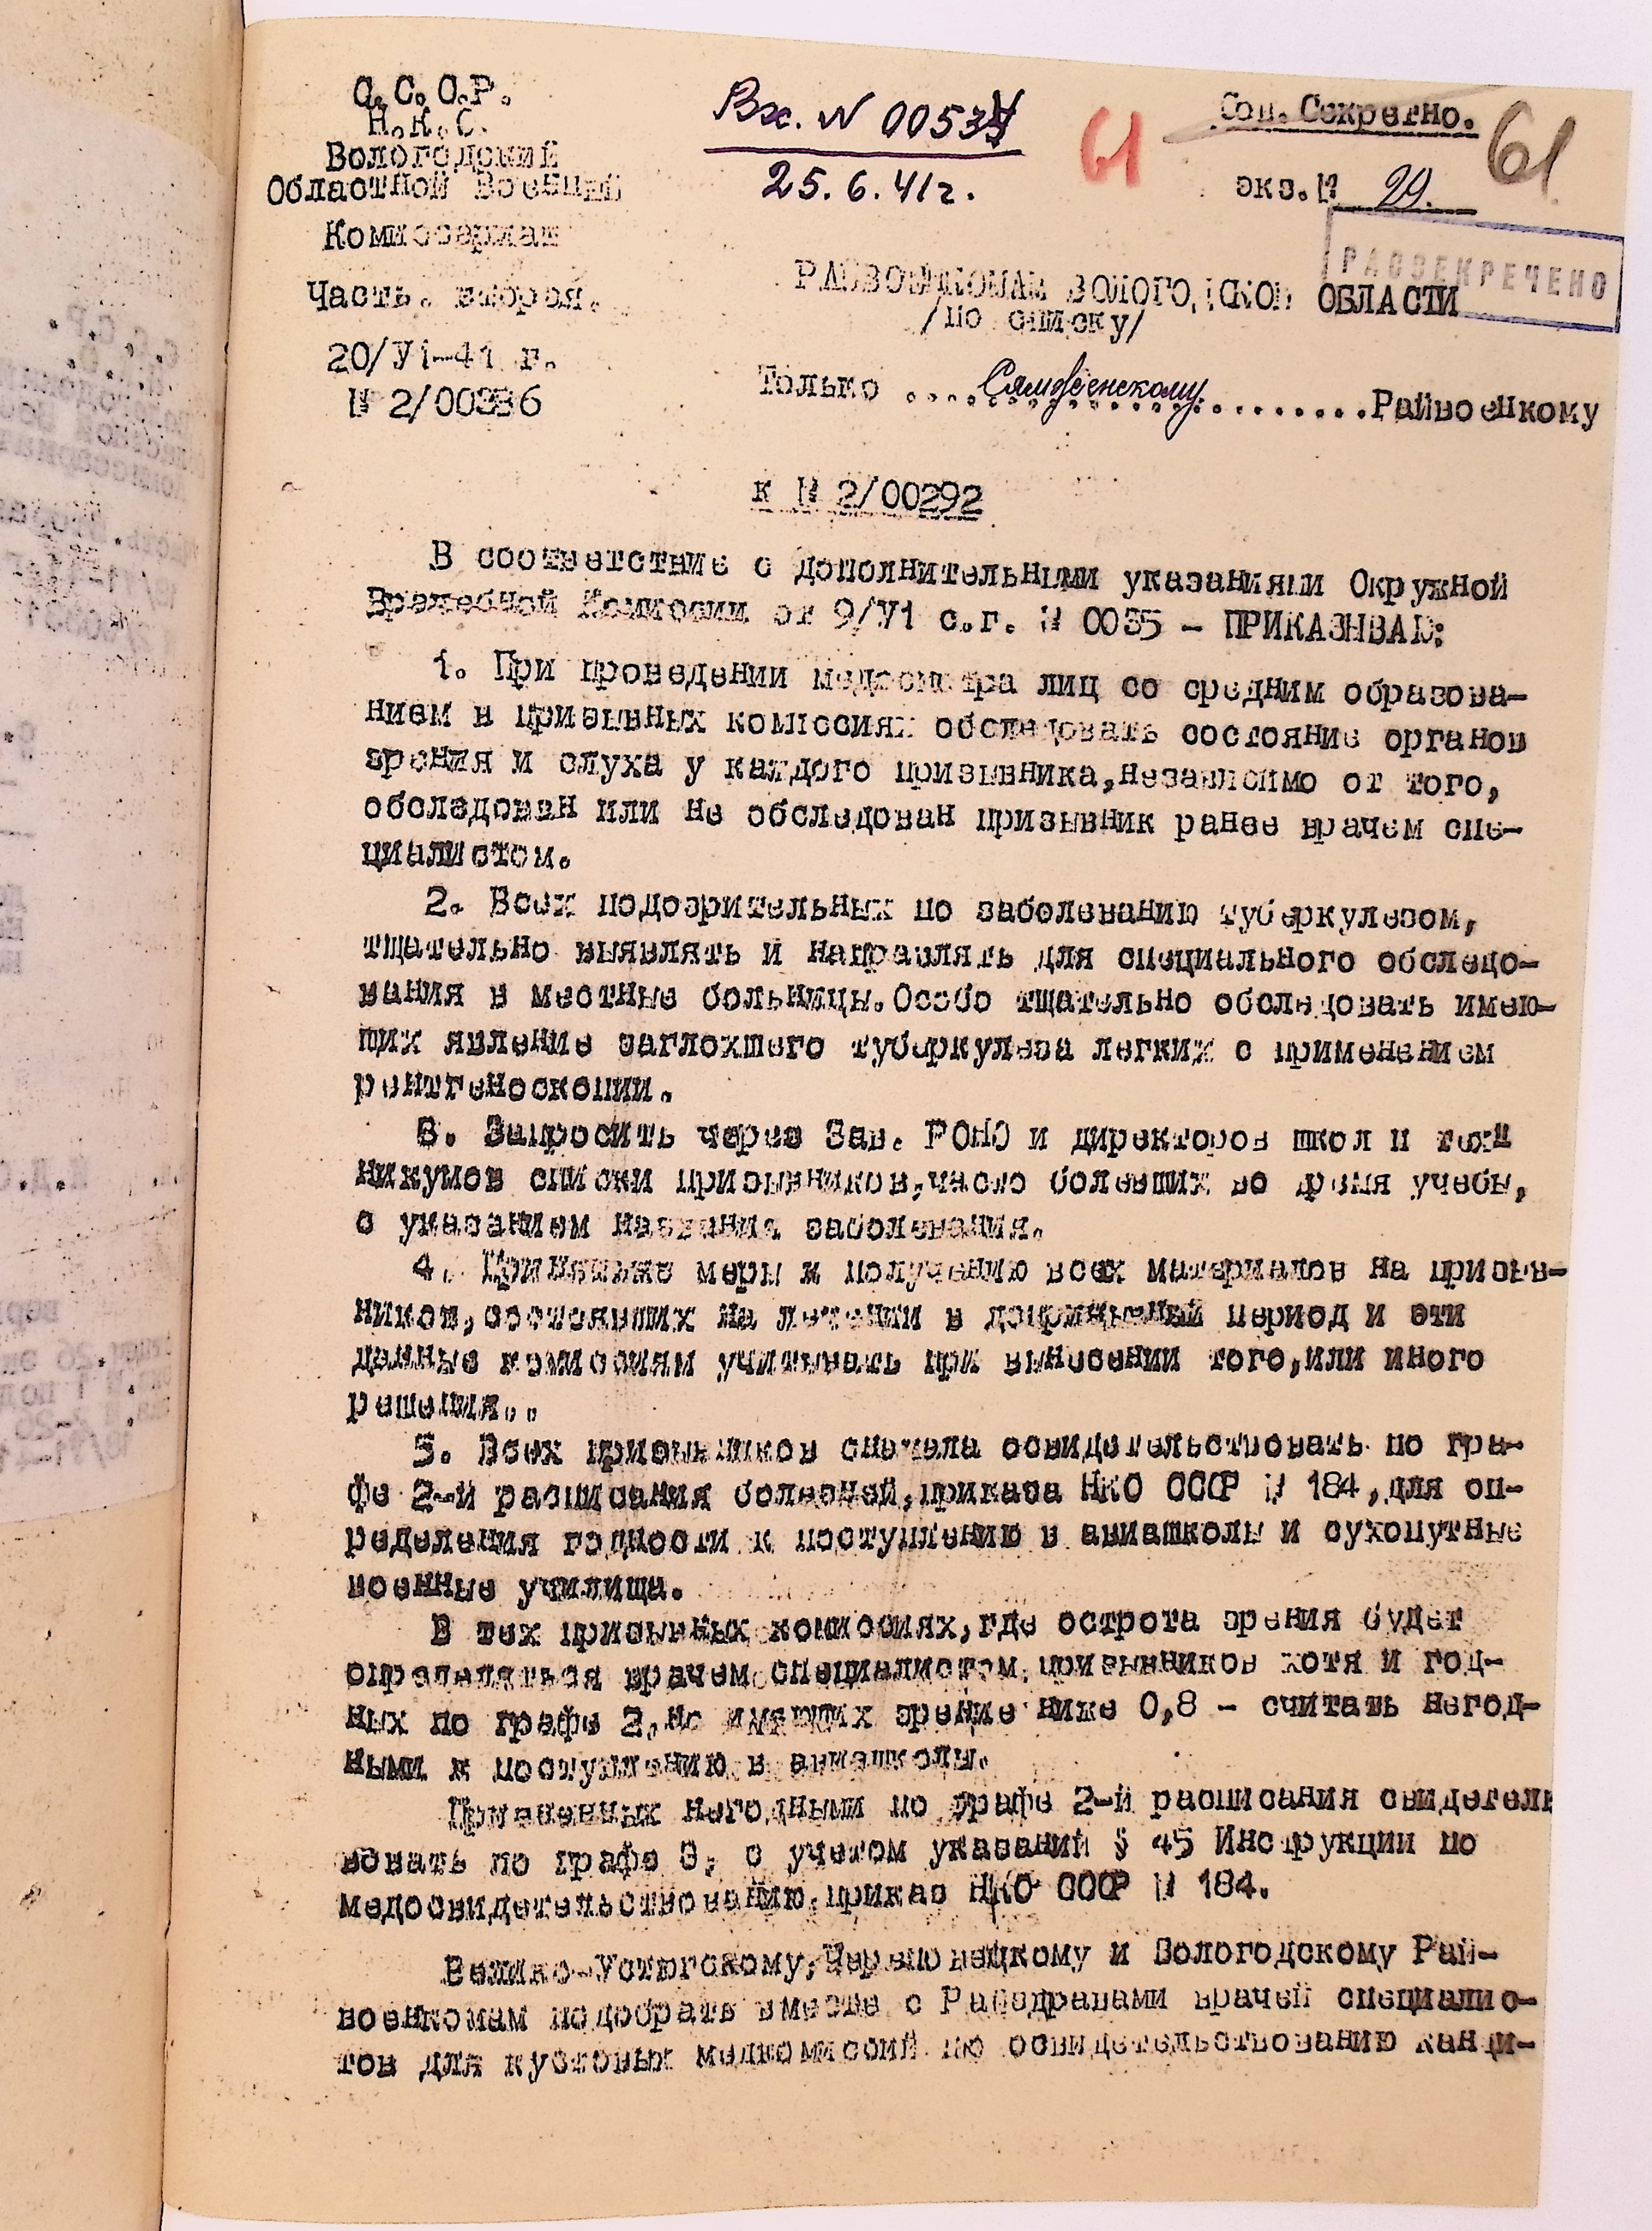 С.С.С.Р.
Н.К.О.
Вологодский
Областной Военный
Комиссариат
Часть. вторая.
20/У1-41 г.
№ 2/00336
Вх. N 0053
25.6.41г.
61
Соц. Секретно.
61
экз.№ 29.
РАССЕКРЕЧЕНО
РАЙВОЕНКОМАМ ВОЛОГОДСКОЙ ОБЛАСТИ
/по списку/
Только .... Сямженскому .........Райвоенкому
к № 2/00292
В соответствие с дополнительными указаниями Окружной
Врачебной Комиссии от 9/У1 с.г. № 0035 - ПРИКАЗЫВАЮ:
1. При проведении медосмотра лиц со средним образова-
нием в призывных комиссиях обследовать состояние органов
зрения и слуха у каждого призывника,независимо от того,
обследован или не обследован призывник ранее врачем спе-
циалистом.
2. Всех подозрительных по заболеванию туберкулезом,
тщательно выявлять и направлять для специального обследо-
вания в местные больницы.Особо тщательно обследовать имею-
щих явление заглохшего туберкулеза легких с применением
рентгеноскопии.
3. Запросить через Зав. РОНО и директоров школ и тех-
никумов списки призывников,часто болевших во время учебы,
с указанием названия заболевания.
4. Примите меры к получению всех материалов на призыв-
ников,состоявших на лечении в допризывный период и эти
данные комиссиям учитывать при вынесении того,или иного
решения..
5. Всех призывников сначала освидетельствовать по гра-
фе 2-й расписания болезней,приказа НКО СССР № 184,для оп-
ределения годности к поступлению в авиашколы и сухопутные
военные училища.
В тех призывных комиссиях,где острота зрения будет
определяться врачем специалистом,призывников хотя и год-
ных по графе 2,но имеющих зрение ниже 0,8 - считать негод-
ными к поступлению в авиашколы.
Признанных негодными по графе 2-й расписания свидетель
вовать по графе 3, с учетом указаний § 45 Инструкции по
медосвидетельствованию,приказ НКО СССР № 184.
Велико-Устюгскому,Череповецкому и Вологодскому Рай-
военкомам подобрать вместе с Райздравами врачей специалис-
тов для кустовых медкомиссий по освидетельствованию канди-